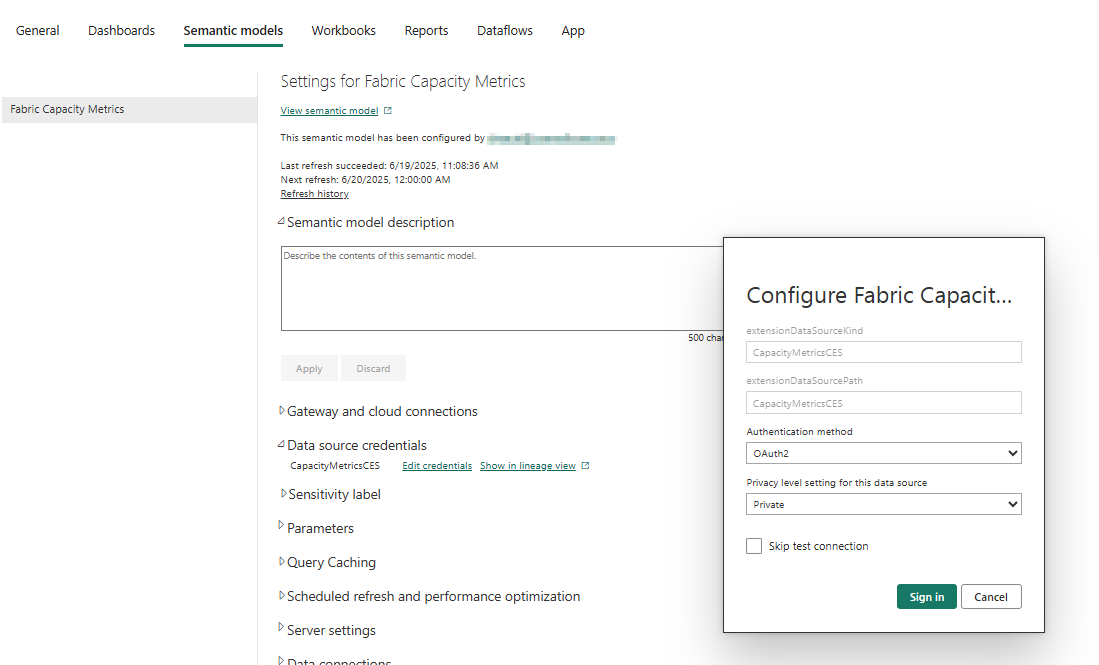 General Dashboards Semantic models Workbooks Reports Dataflows App
Fabric Capacity Metrics
Settings for Fabric Capacity Metrics
View semantic model
This semantic model has been configured by
Last refresh succeeded: 6/19/2025, 11:08:36 AM
Next refresh: 6/20/2025, 12:00:00 AM
Refresh history
Semantic model description
Describe the contents of this semantic model.
500 char
Apply Discard
Gateway and cloud connections
Data source credentials
CapacityMetricsCES Edit credentials Show in lineage view
Sensitivity label
Parameters
Query Caching
Scheduled refresh and performance optimization
Server settings
Data connections
Configure Fabric Capacit...
extensionDataSourceKind
CapacityMetricsCES
extensionDataSourcePath
CapacityMetricsCES
Authentication method
OAuth2
Privacy level setting for this data source
Private
Skip test connection
Sign in Cancel